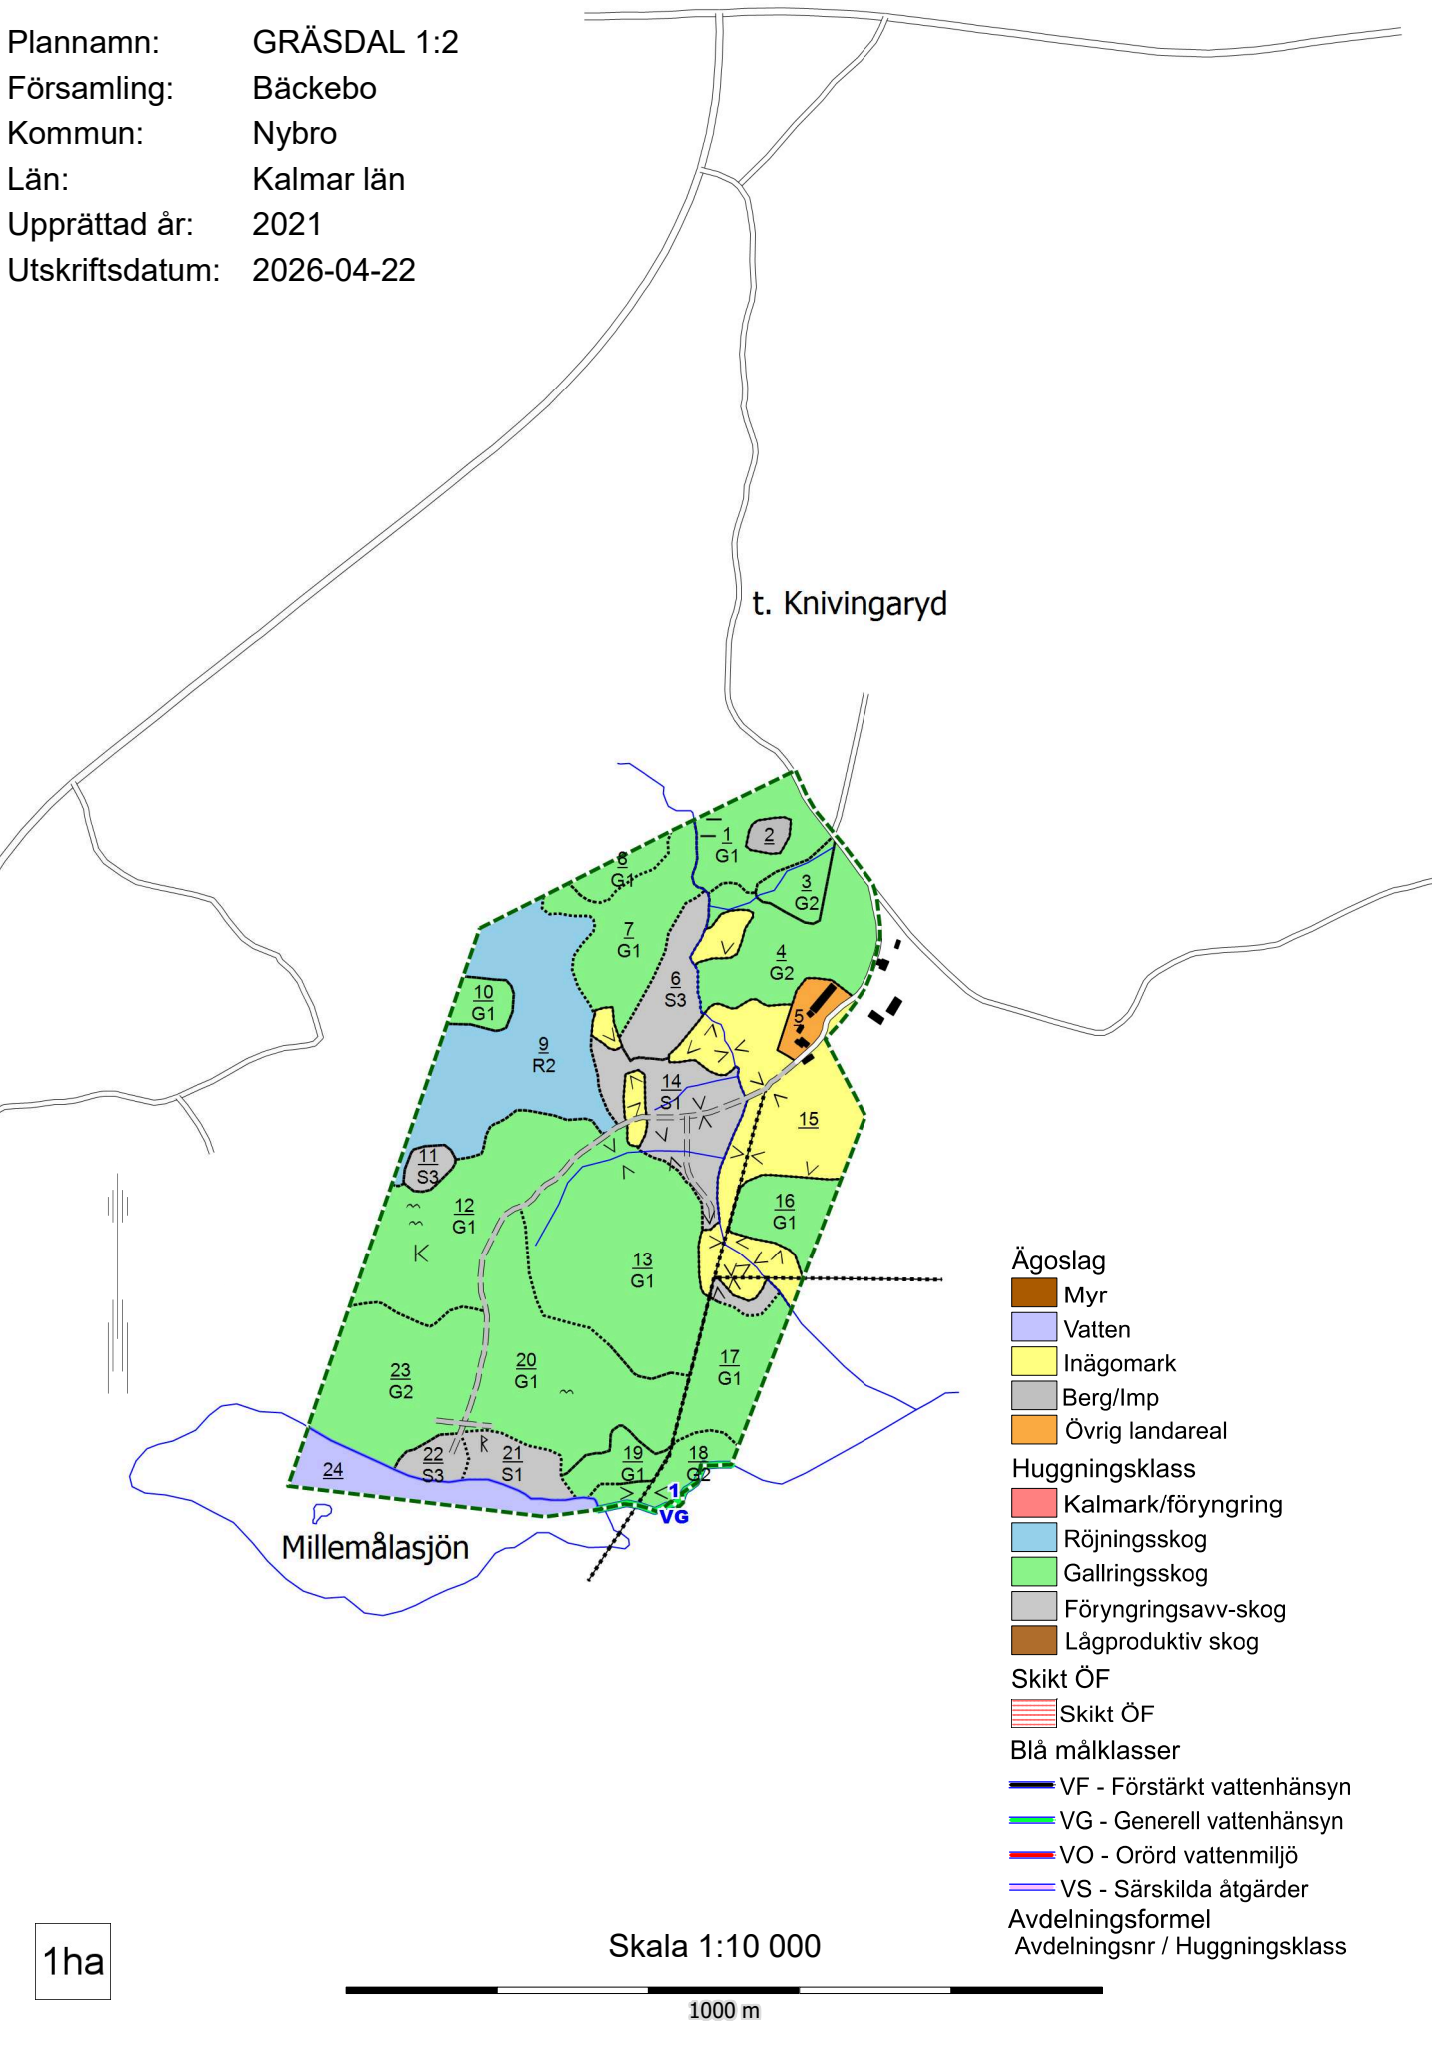 Plannamn: GRÄSDAL 1:2
Församling: Bäckebo
Kommun: Nybro
Län: Kalmar län
Upprättad år: 2021
Utskriftsdatum: 2026-04-22
t. Knivingaryd
1
G1
2
8
G1
3
G2
7
G1
4
G2
6
S3
10
G1
5
9
R2
14
S1
15
11
S3
12
G1
16
G1
13
G1
17
G1
20
G1
23
G2
22
S3
21
S1
19
G1
18
G2
24
1
VG
Millemålasjön
Ägoslag
Myr
Vatten
Inägomark
Berg/Imp
Övrig landareal
Huggningsklass
Kalmark/föryngring
Röjningsskog
Gallringsskog
Föryngringsavv-skog
Lågproduktiv skog
Skikt ÖF
Skikt ÖF
Blå målklasser
VF - Förstärkt vattenhänsyn
VG - Generell vattenhänsyn
VO - Orörd vattenmiljö
VS - Särskilda åtgärder
Avdelningsformel
Avdelningsnr / Huggningsklass
1ha
Skala 1:10 000
1000 m